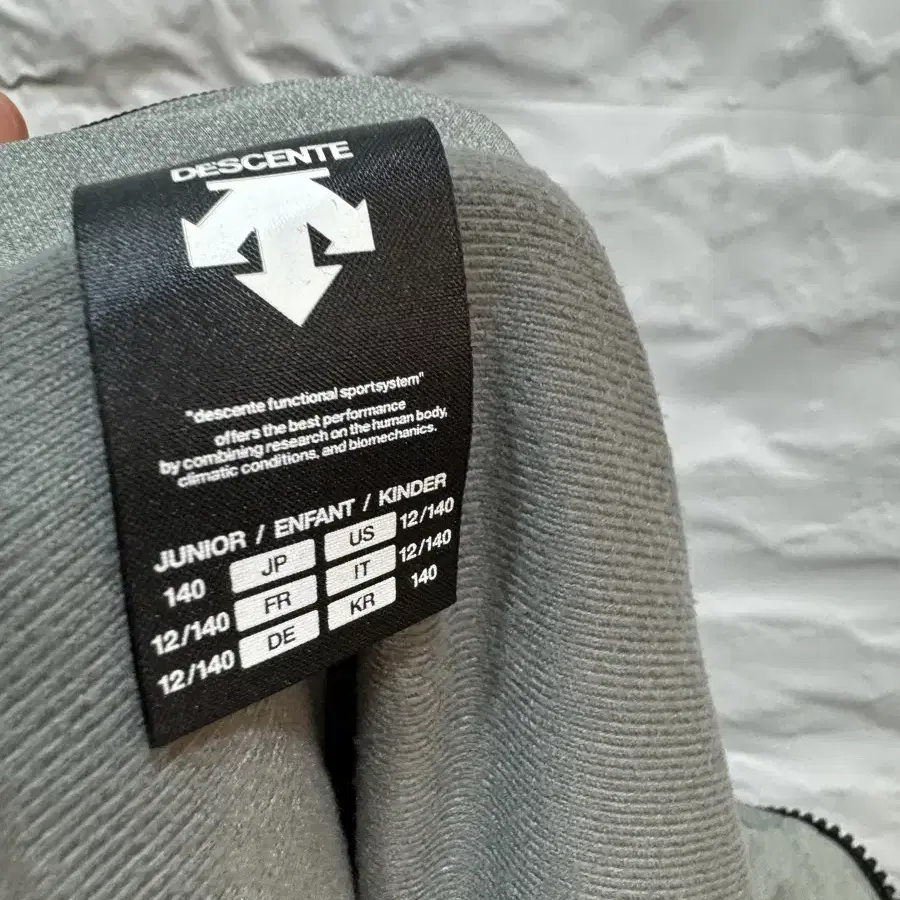 DESCENTE
"descente functional sportsystem"
offers the best performance
by combining research on the human body,
climatic conditions, and biomechanics.
JUNIOR / ENFANT / KINDER
140 JP US 12/140
12/140 FR IT 12/140
12/140 DE KR 140